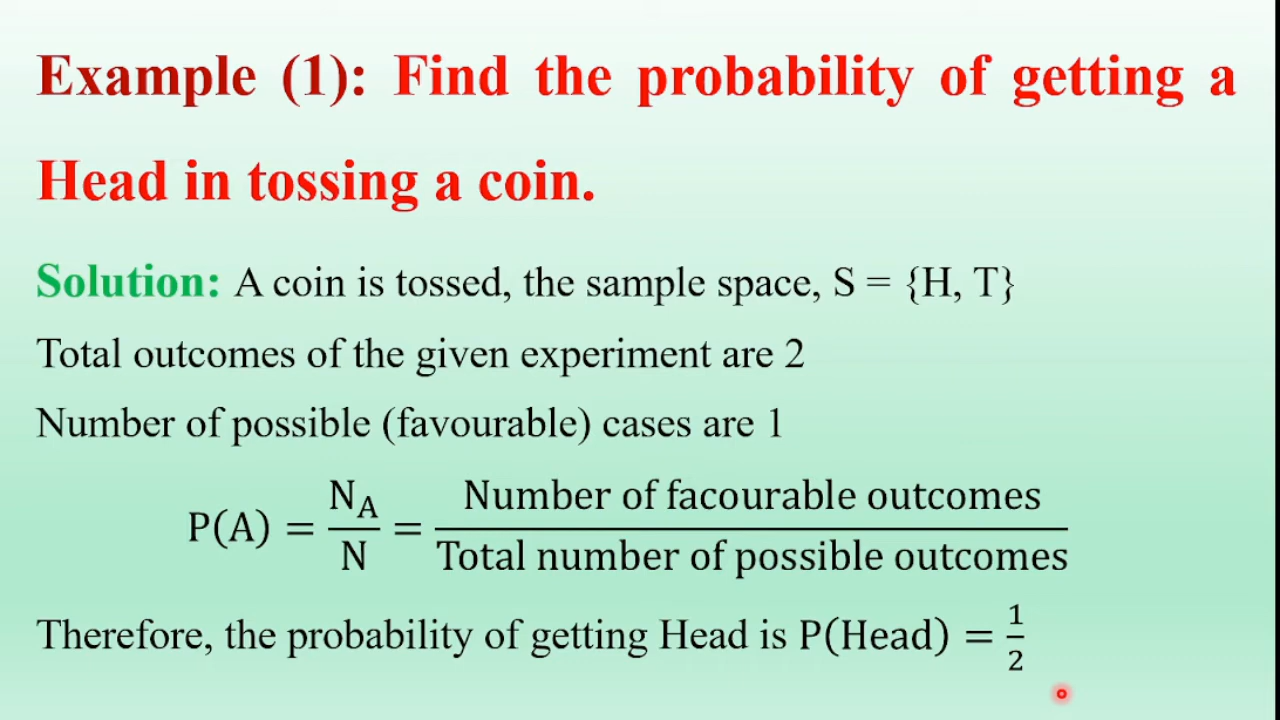 Example (1): Find the probability of getting a
Head in tossing a coin.
Solution: A coin is tossed, the sample space, S = {H, T}
Total outcomes of the given experiment are 2
Number of possible (favourable) cases are 1
P(A) = N_A/N = Number of facourable outcomes/Total number of possible outcomes
Therefore, the probability of getting Head is P(Head) = 1/2